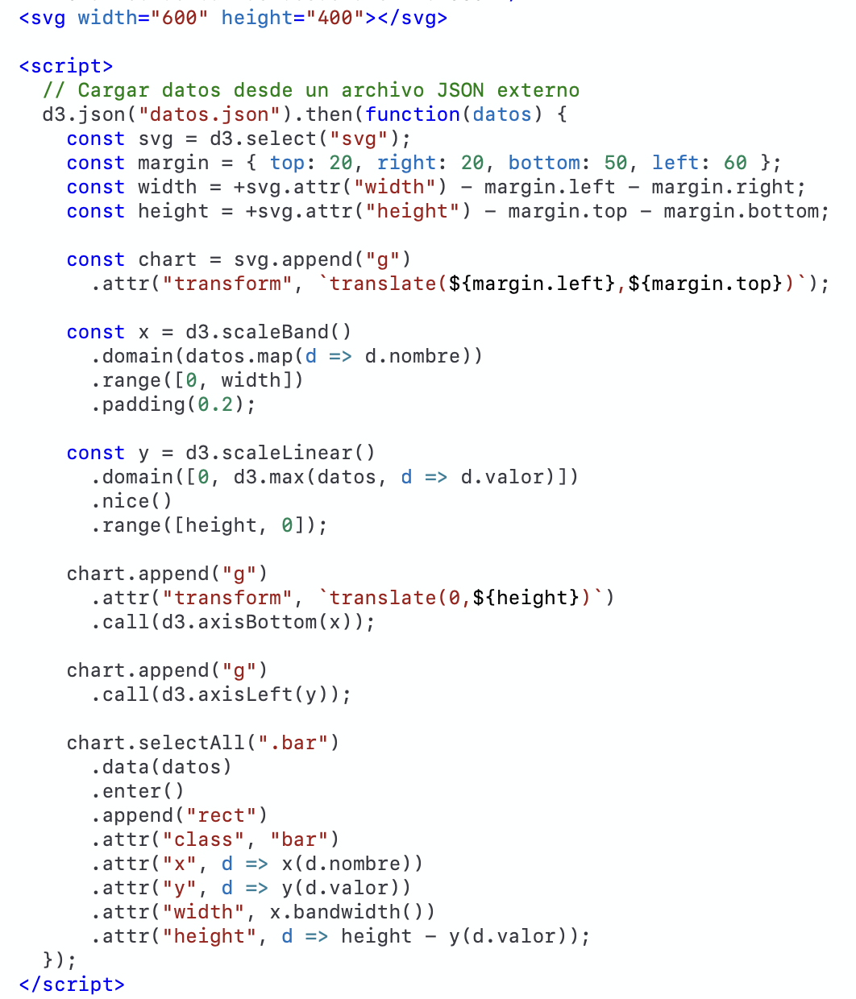 <svg width="600" height="400"></svg>

<script>
  // Cargar datos desde un archivo JSON externo
  d3.json("datos.json").then(function(datos) {
    const svg = d3.select("svg");
    const margin = { top: 20, right: 20, bottom: 50, left: 60 };
    const width = +svg.attr("width") - margin.left - margin.right;
    const height = +svg.attr("height") - margin.top - margin.bottom;

    const chart = svg.append("g")
      .attr("transform", `translate(${margin.left},${margin.top})`);

    const x = d3.scaleBand()
      .domain(datos.map(d => d.nombre))
      .range([0, width])
      .padding(0.2);

    const y = d3.scaleLinear()
      .domain([0, d3.max(datos, d => d.valor)])
      .nice()
      .range([height, 0]);

    chart.append("g")
      .attr("transform", `translate(0,${height})`)
      .call(d3.axisBottom(x));

    chart.append("g")
      .call(d3.axisLeft(y));

    chart.selectAll(".bar")
      .data(datos)
      .enter()
      .append("rect")
      .attr("class", "bar")
      .attr("x", d => x(d.nombre))
      .attr("y", d => y(d.valor))
      .attr("width", x.bandwidth())
      .attr("height", d => height - y(d.valor));
  });
</script>